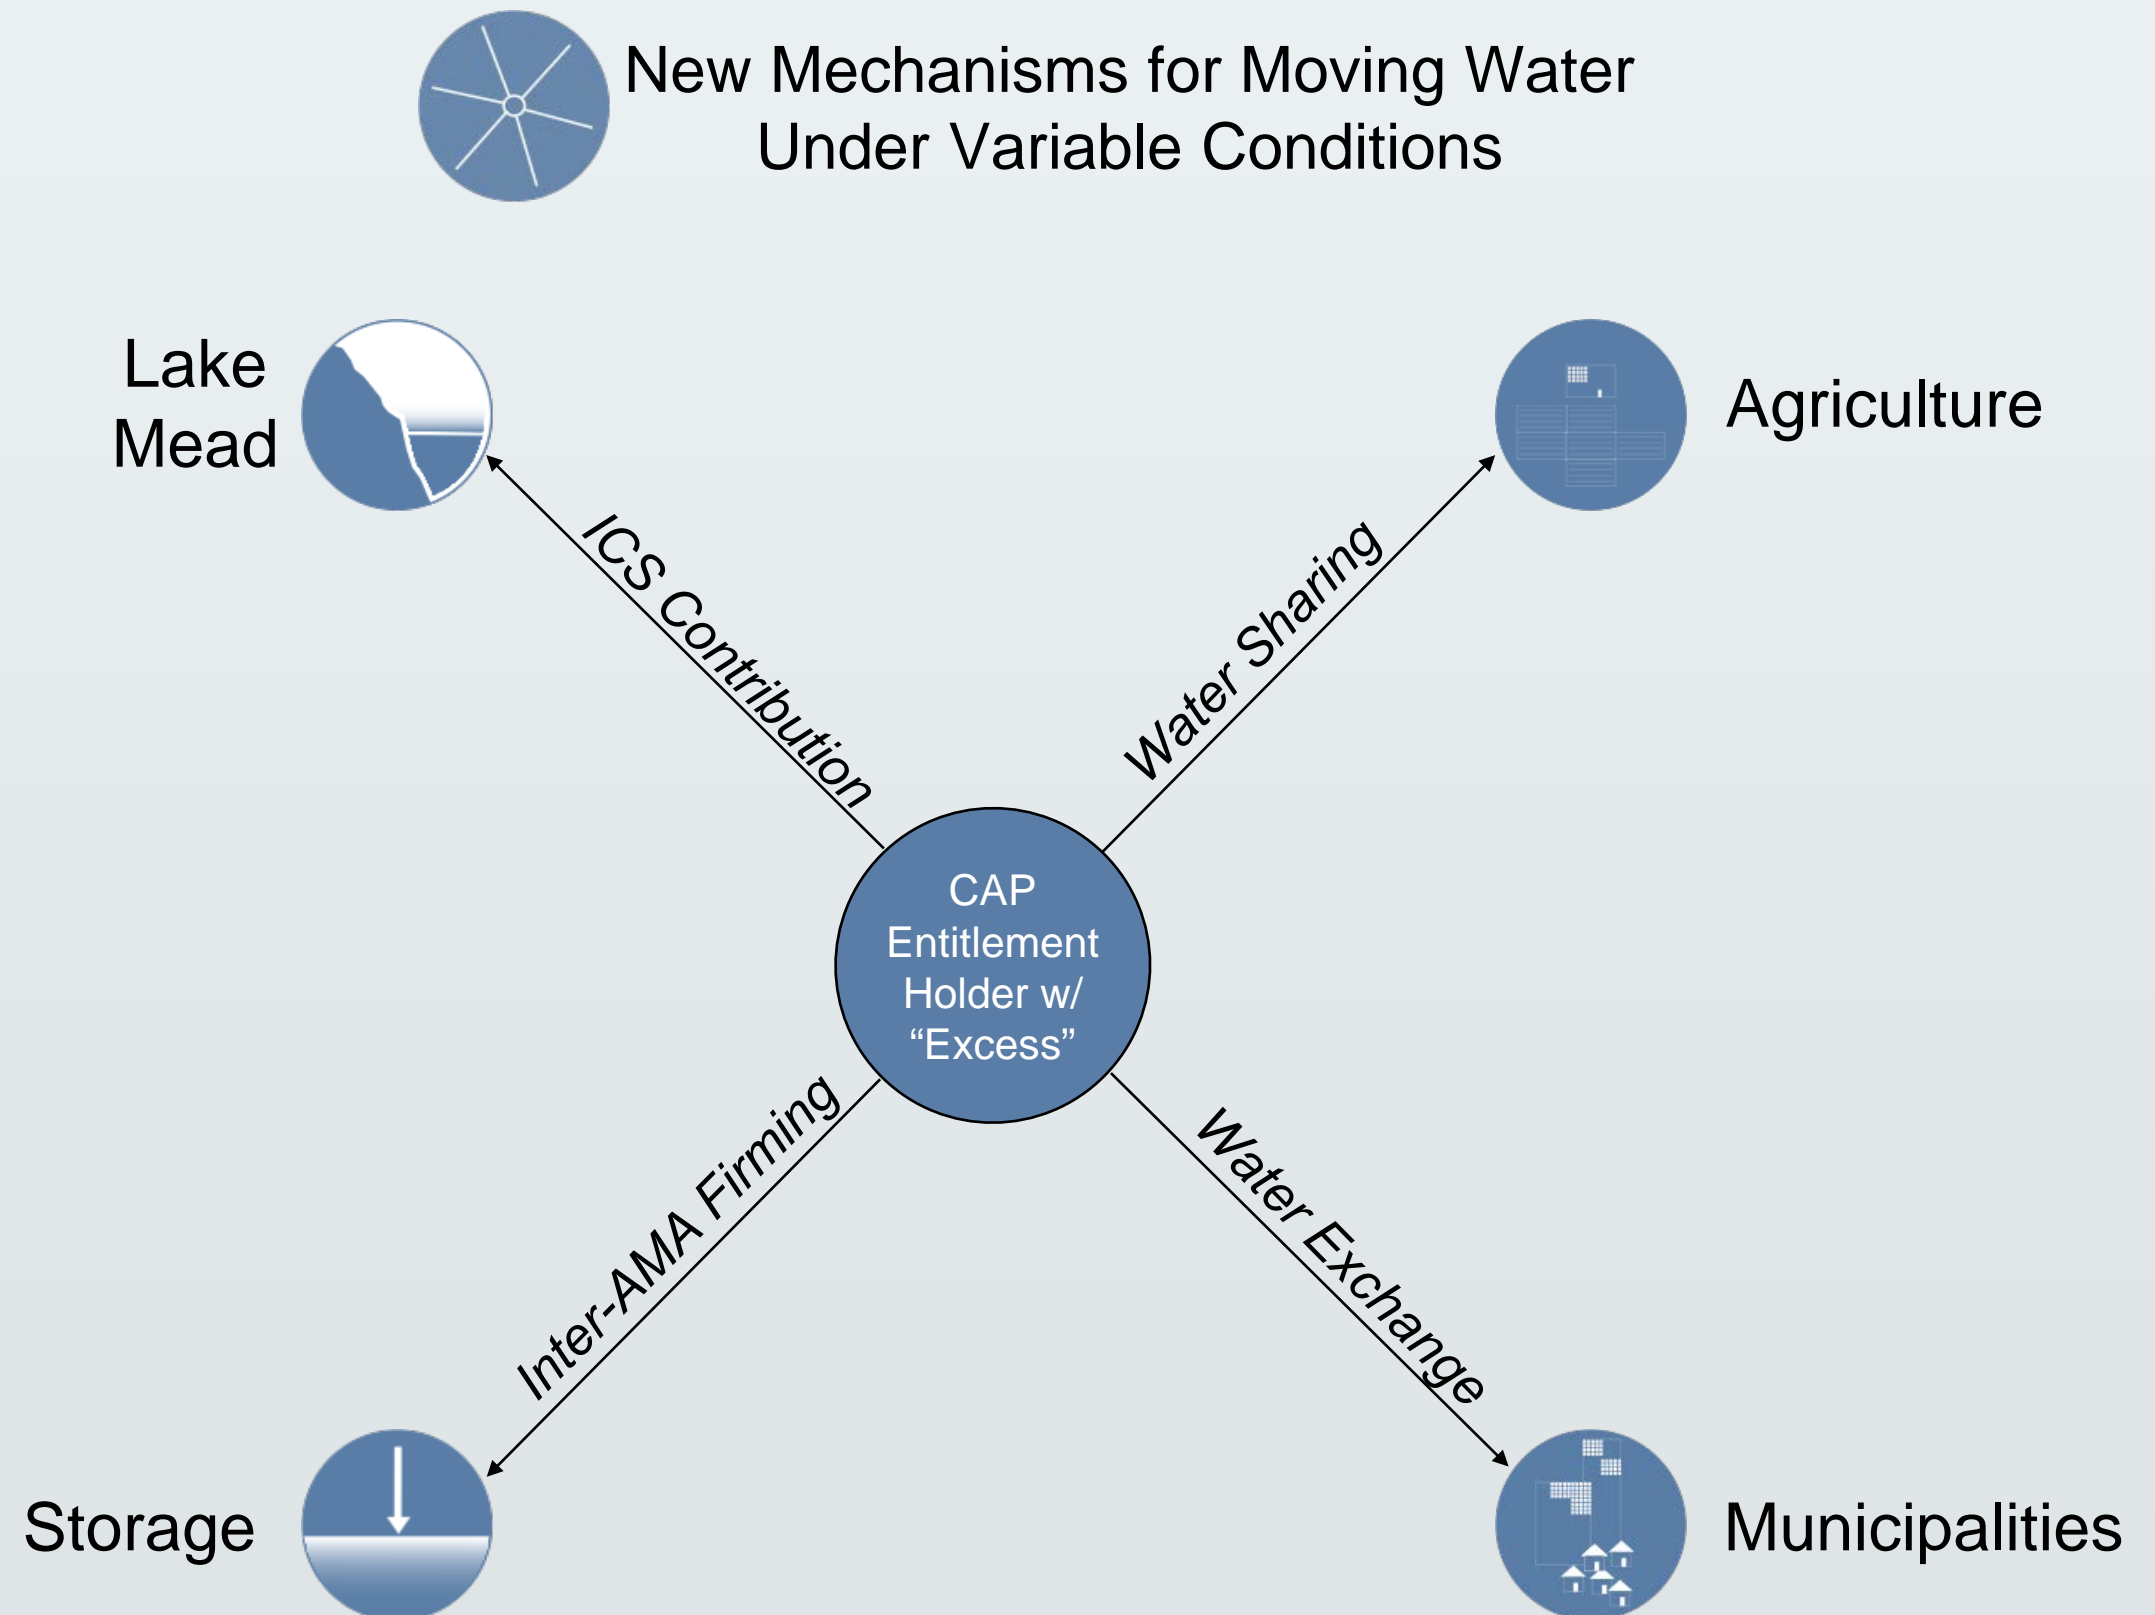 New Mechanisms for Moving Water
Under Variable Conditions
Lake
Mead
Agriculture
ICS Contribution
Water Sharing
CAP
Entitlement
Holder w/
“Excess”
Inter-AMA Firming
Water Exchange
Storage
Municipalities